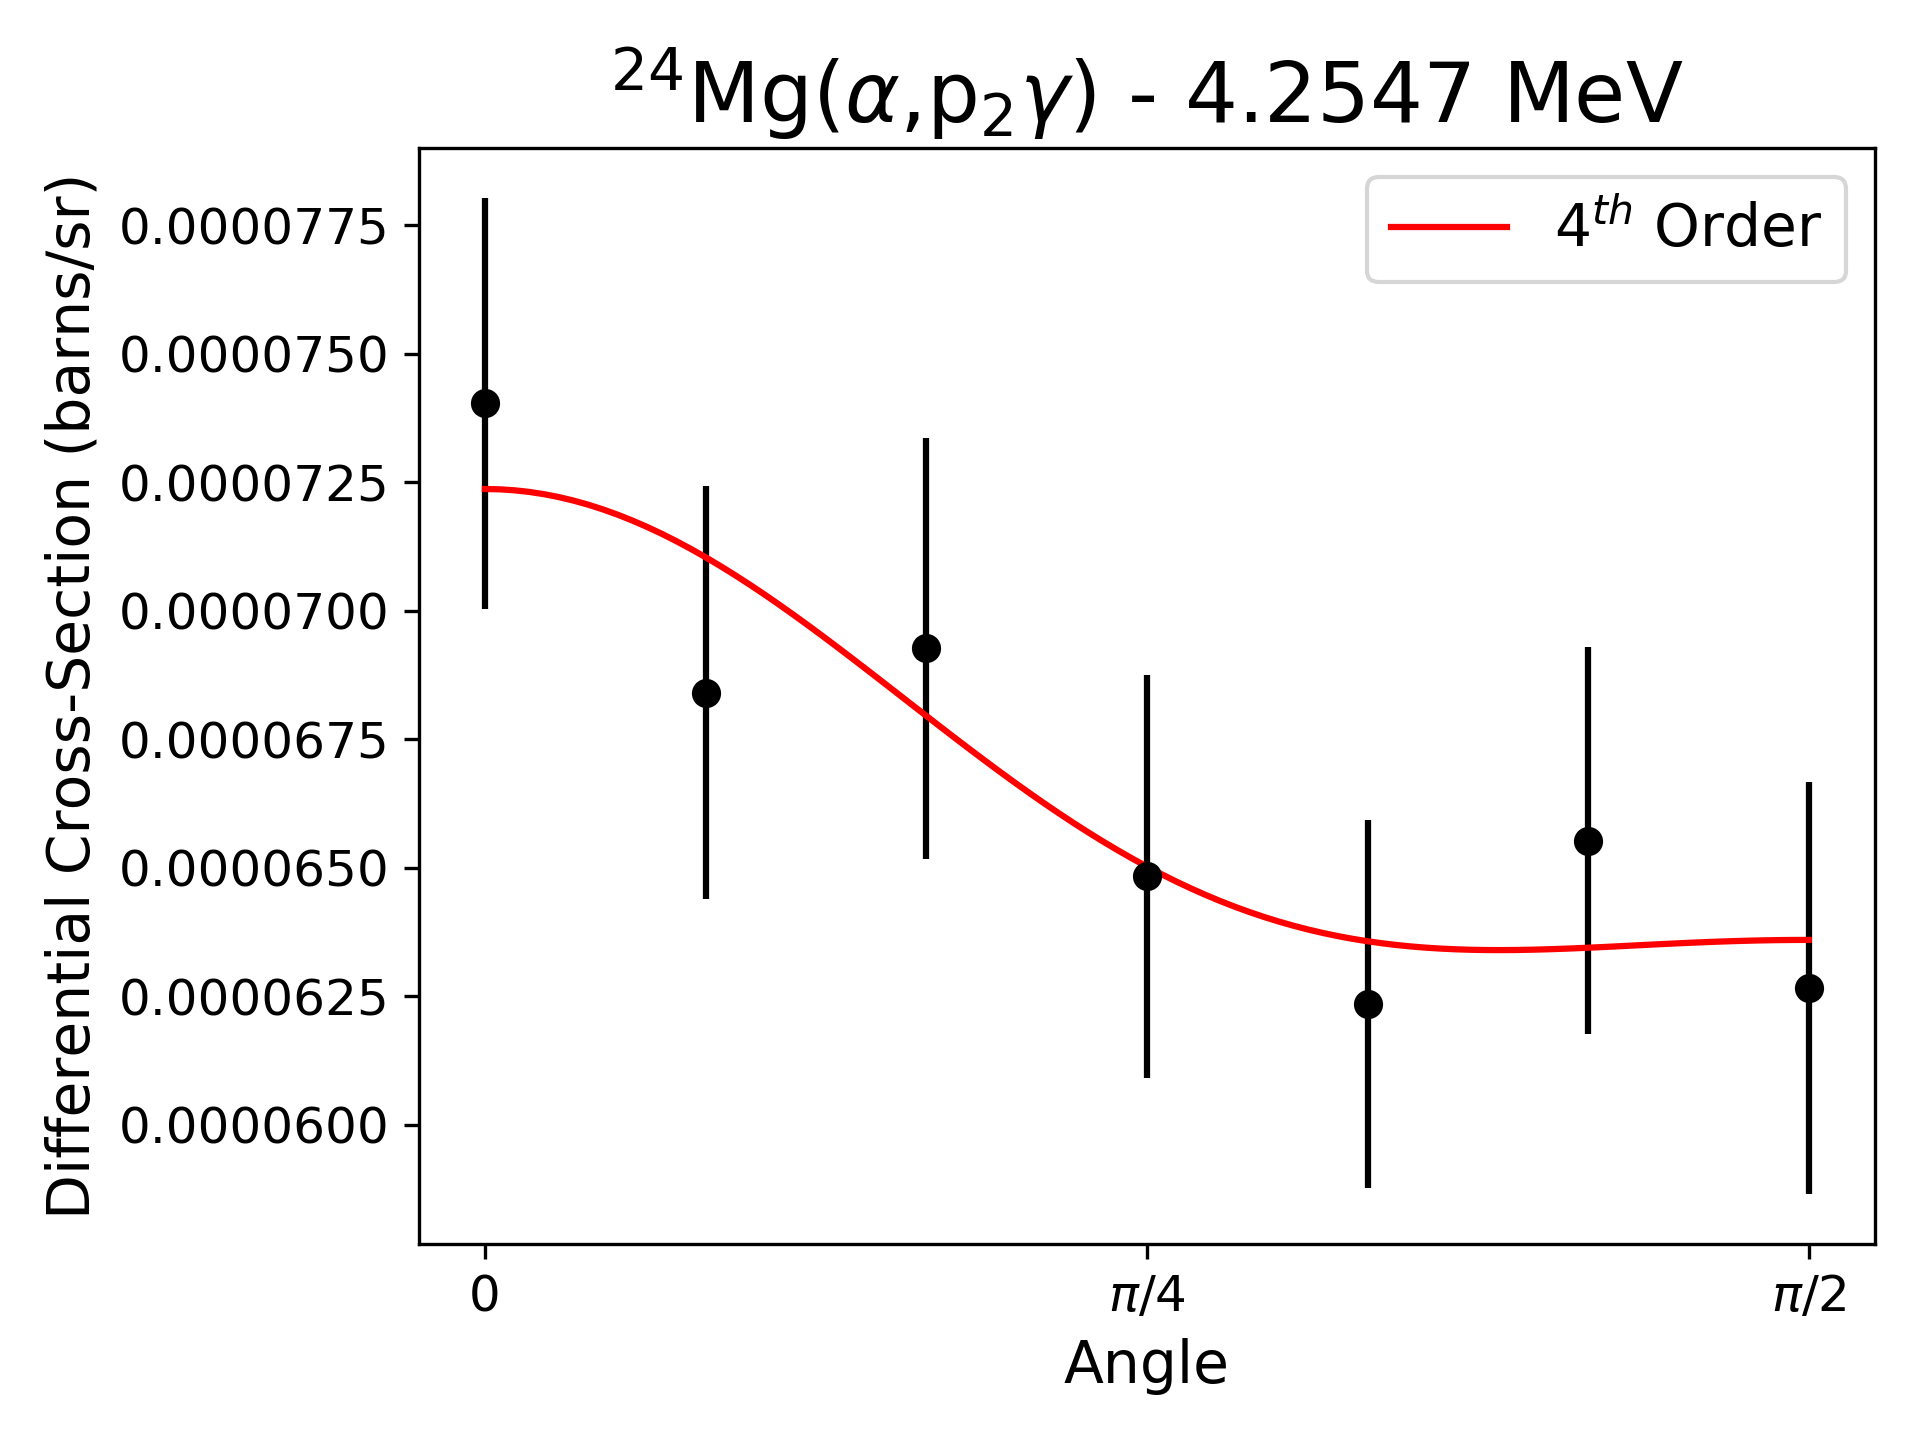 ²⁴Mg(α,p₂γ) - 4.2547 MeV
4ᵗʰ Order
Differential Cross-Section (barns/sr)
0.0000775
0.0000750
0.0000725
0.0000700
0.0000675
0.0000650
0.0000625
0.0000600
0 π/4 π/2
Angle